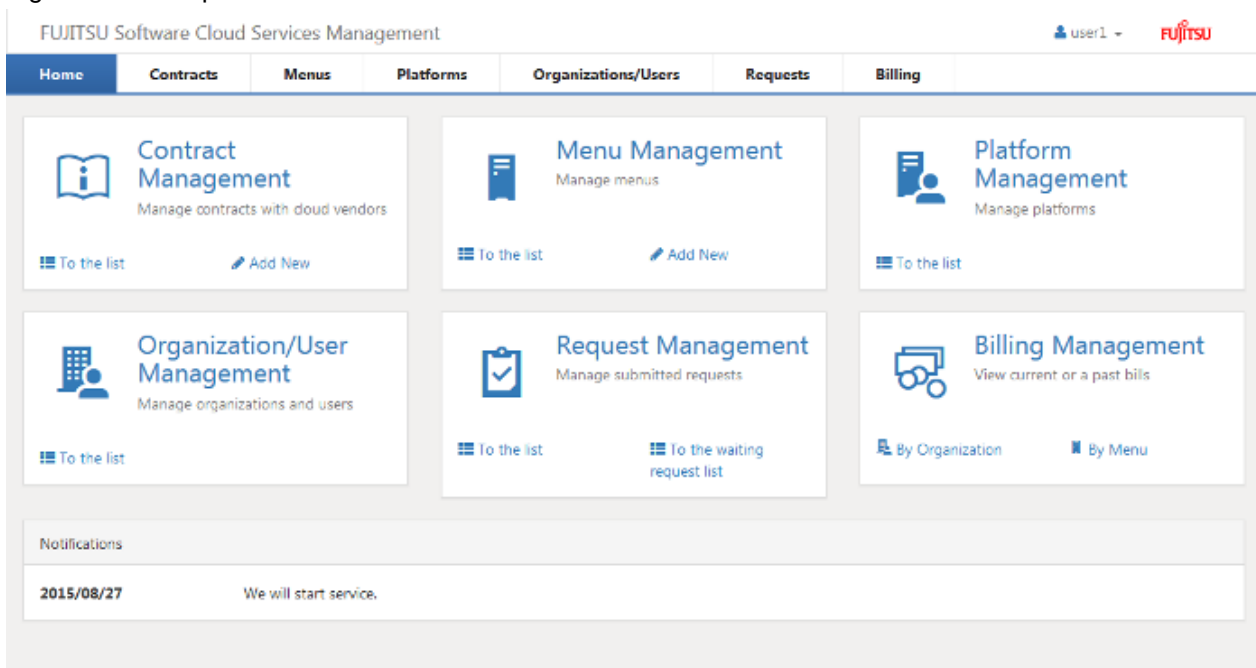 FUJITSU Software Cloud Services Management
user1
FUJITSU
Home Contracts Menus Platforms Organizations/Users Requests Billing
Contract
Management
Manage contracts with cloud vendors
To the list Add New
Menu Management
Manage menus
To the list Add New
Platform
Management
Manage platforms
To the list
Organization/User
Management
Manage organizations and users
To the list
Request Management
Manage submitted requests
To the list To the waiting
request list
Billing Management
View current or a past bills
By Organization By Menu
Notifications
2015/08/27 We will start service.